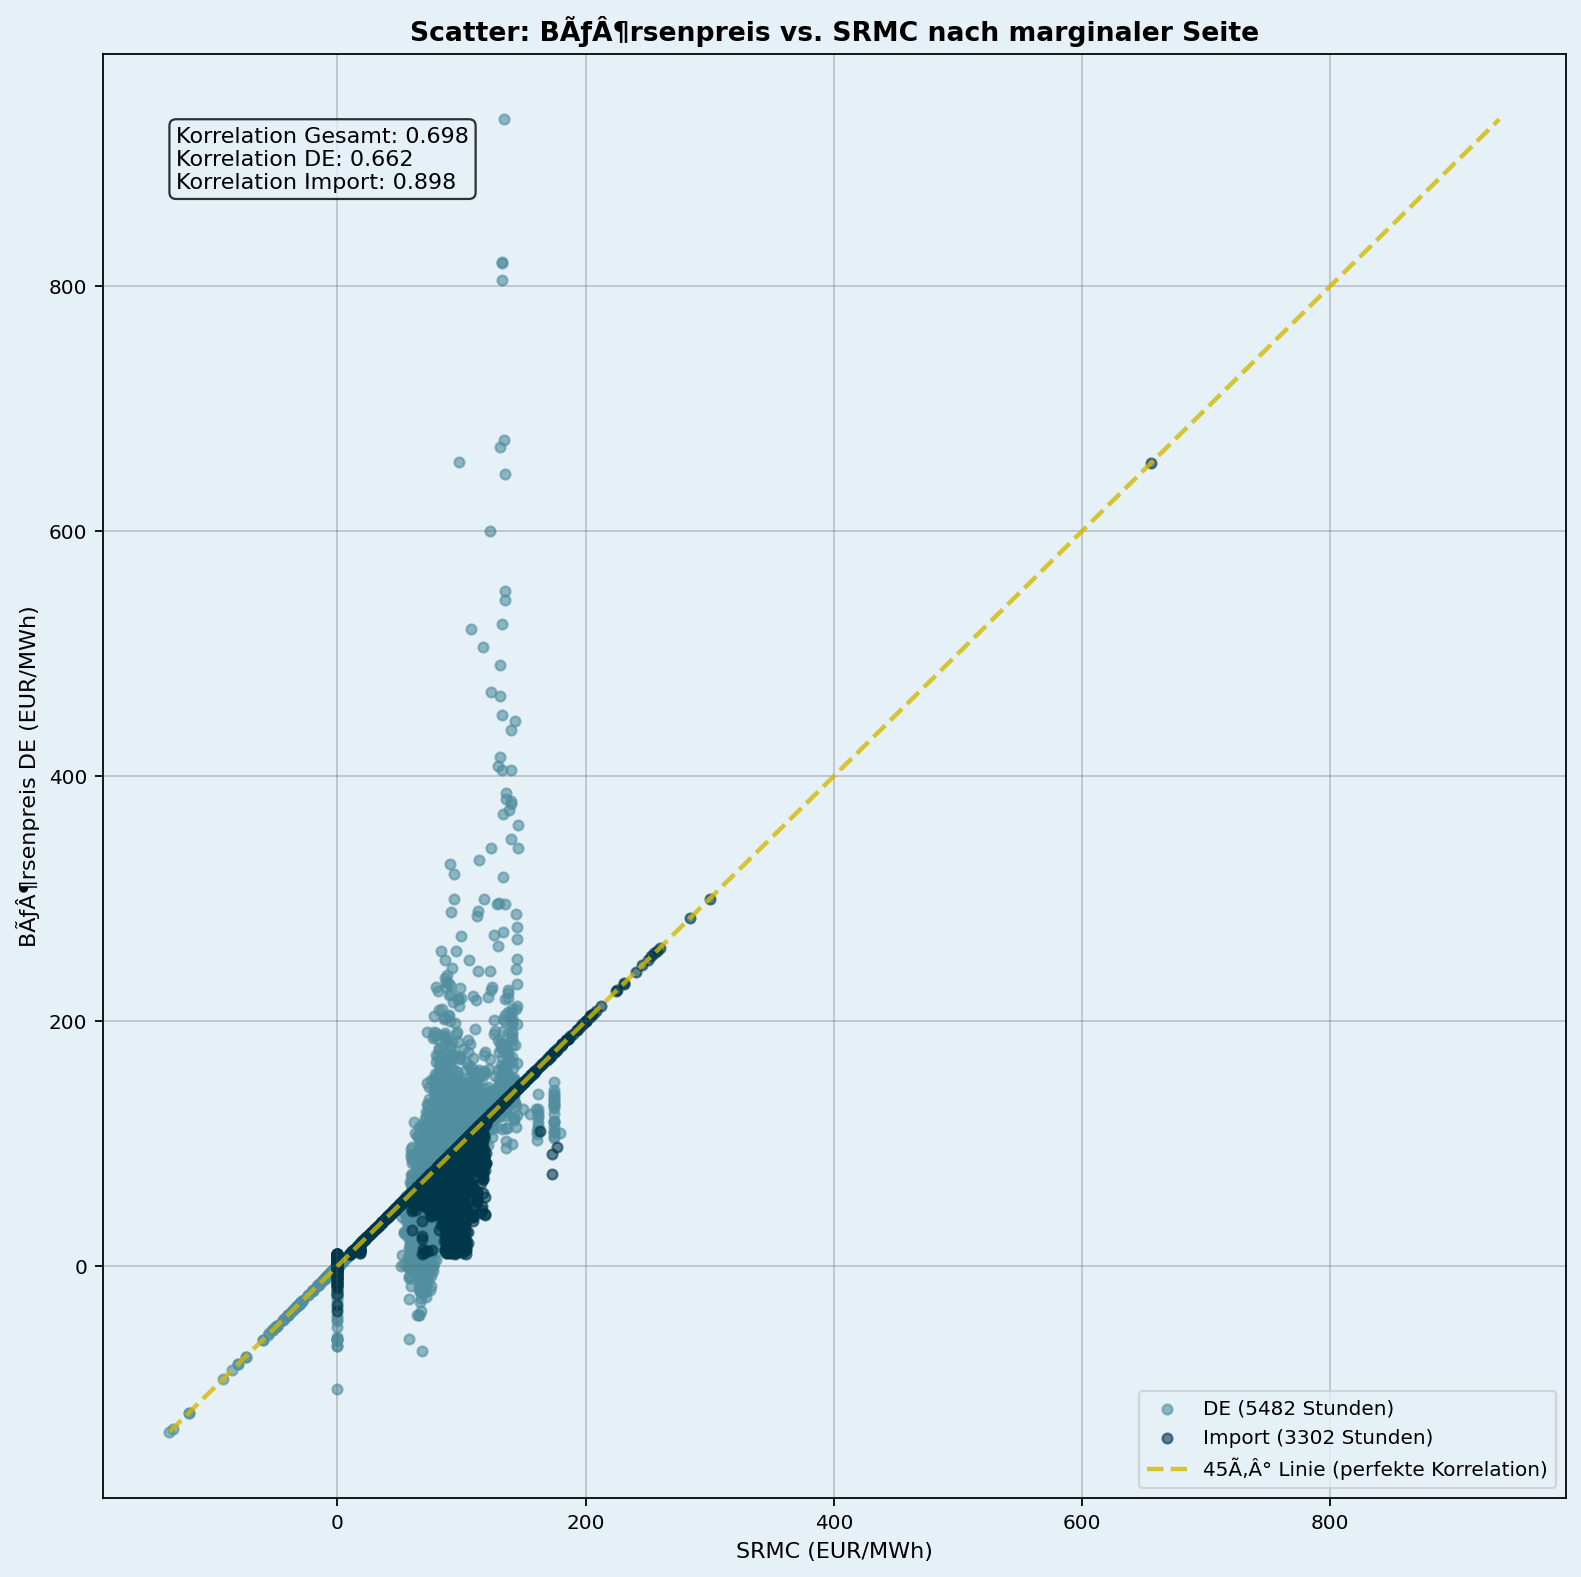 Scatter: BÃƒÂ¶rsenpreis vs. SRMC nach marginaler Seite
Korrelation Gesamt: 0.698
Korrelation DE: 0.662
Korrelation Import: 0.898
BÃƒÂ¶rsenpreis DE (EUR/MWh)
800
600
400
200
0
DE (5482 Stunden)
Import (3302 Stunden)
45Ã‚Â° Linie (perfekte Korrelation)
0 200 400 600 800
SRMC (EUR/MWh)